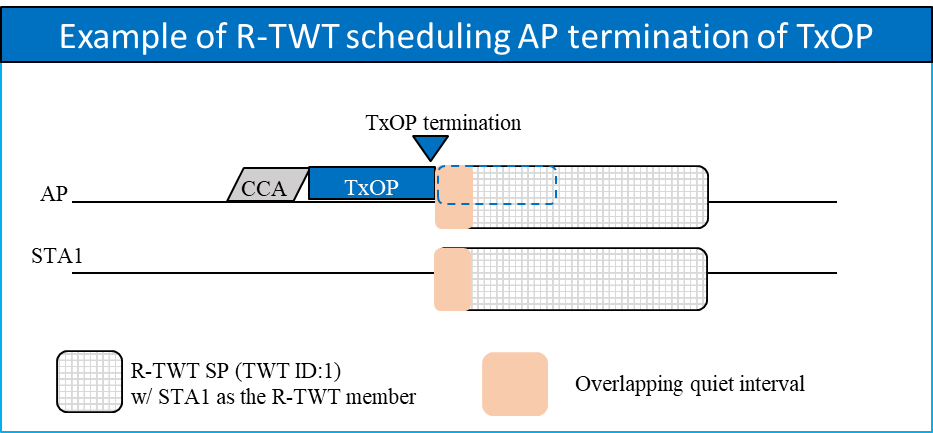 Example of R-TWT scheduling AP termination of TxOP
TxOP termination
CCA
TxOP
AP
STA1
R-TWT SP (TWT ID:1)
w/ STA1 as the R-TWT member
Overlapping quiet interval